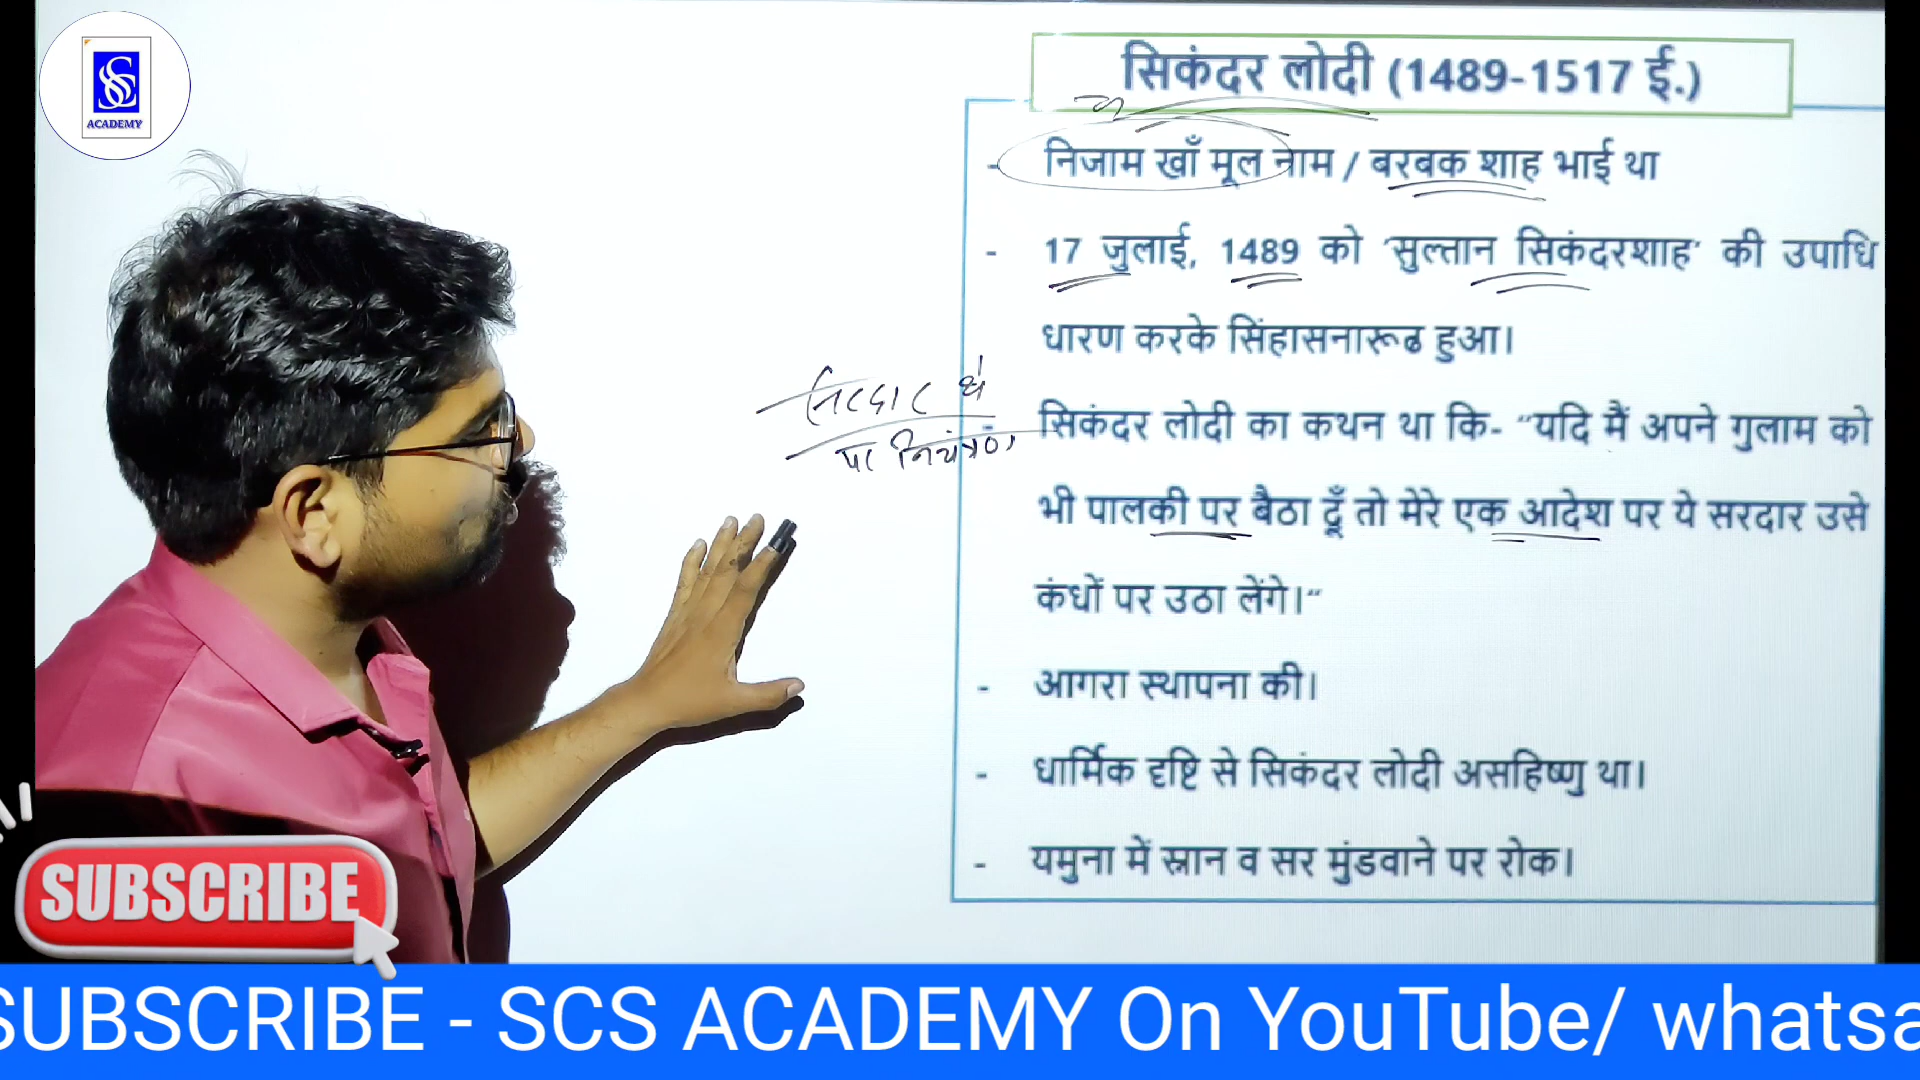 ACADEMY
सिकंदर लोदी (1489-1517 ई.)
- निजाम खाँ मूल नाम / बरबक शाह भाई था
- 17 जुलाई, 1489 को ‘सुल्तान सिकंदरशाह’ की उपाधि
धारण करके सिंहासनारूढ हुआ।
सिकंदर लोदी का कथन था कि- “यदि मैं अपने गुलाम को
भी पालकी पर बैठा दूँ तो मेरे एक आदेश पर ये सरदार उसे
कंधों पर उठा लेंगे।“
- आगरा स्थापना की।
- धार्मिक दृष्टि से सिकंदर लोदी असहिष्णु था।
- यमुना में स्नान व सर मुंडवाने पर रोक।
पर नियंत्रण
SUBSCRIBE
SUBSCRIBE - SCS ACADEMY On YouTube/ whatsa